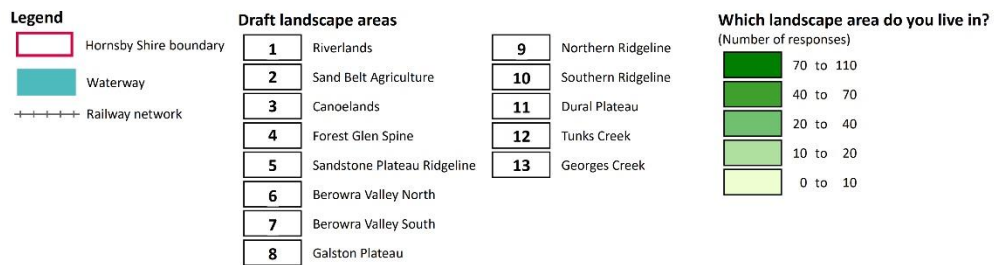 Legend
Hornsby Shire boundary
Waterway
Railway network
Draft landscape areas
1 Riverlands
2 Sand Belt Agriculture
3 Canoelands
4 Forest Glen Spine
5 Sandstone Plateau Ridgeline
6 Berowra Valley North
7 Berowra Valley South
8 Galston Plateau
9 Northern Ridgeline
10 Southern Ridgeline
11 Dural Plateau
12 Tunks Creek
13 Georges Creek
Which landscape area do you live in?
(Number of responses)
70 to 110
40 to 70
20 to 40
10 to 20
0 to 10